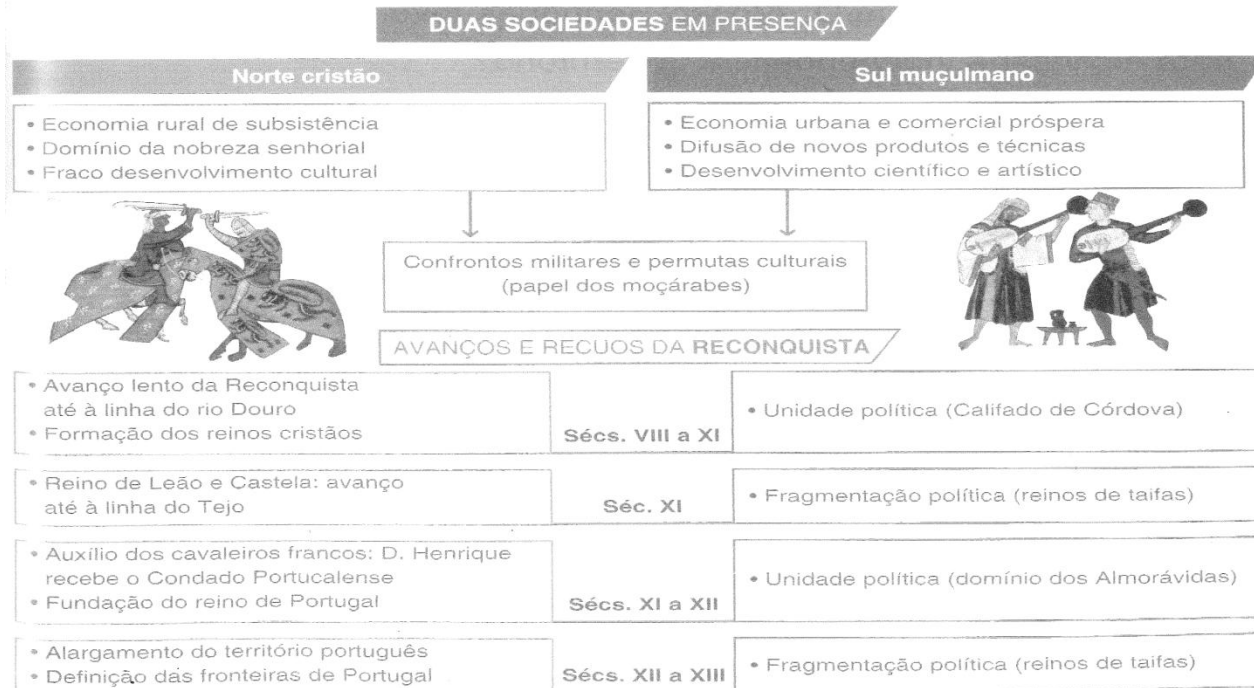 DUAS SOCIEDADES EM PRESENÇA
Norte cristão
• Economia rural de subsistência
• Domínio da nobreza senhorial
• Fraco desenvolvimento cultural
Sul muçulmano
• Economia urbana e comercial próspera
• Difusão de novos produtos e técnicas
• Desenvolvimento científico e artístico
Confrontos militares e permutas culturais
(papel dos moçárabes)
AVANÇOS E RECUOS DA RECONQUISTA
• Avanço lento da Reconquista
até à linha do rio Douro
• Formação dos reinos cristãos
Sécs. VIII a XI
• Unidade política (Califado de Córdova)
• Reino de Leão e Castela: avanço
até à linha do Tejo
Séc. XI
• Fragmentação política (reinos de taifas)
• Auxílio dos cavaleiros francos: D. Henrique
recebe o Condado Portucalense
• Fundação do reino de Portugal
Sécs. XI a XII
• Unidade política (domínio dos Almorávidas)
• Alargamento do território português
• Definição das fronteiras de Portugal
Sécs. XII a XIII
• Fragmentação política (reinos de taifas)